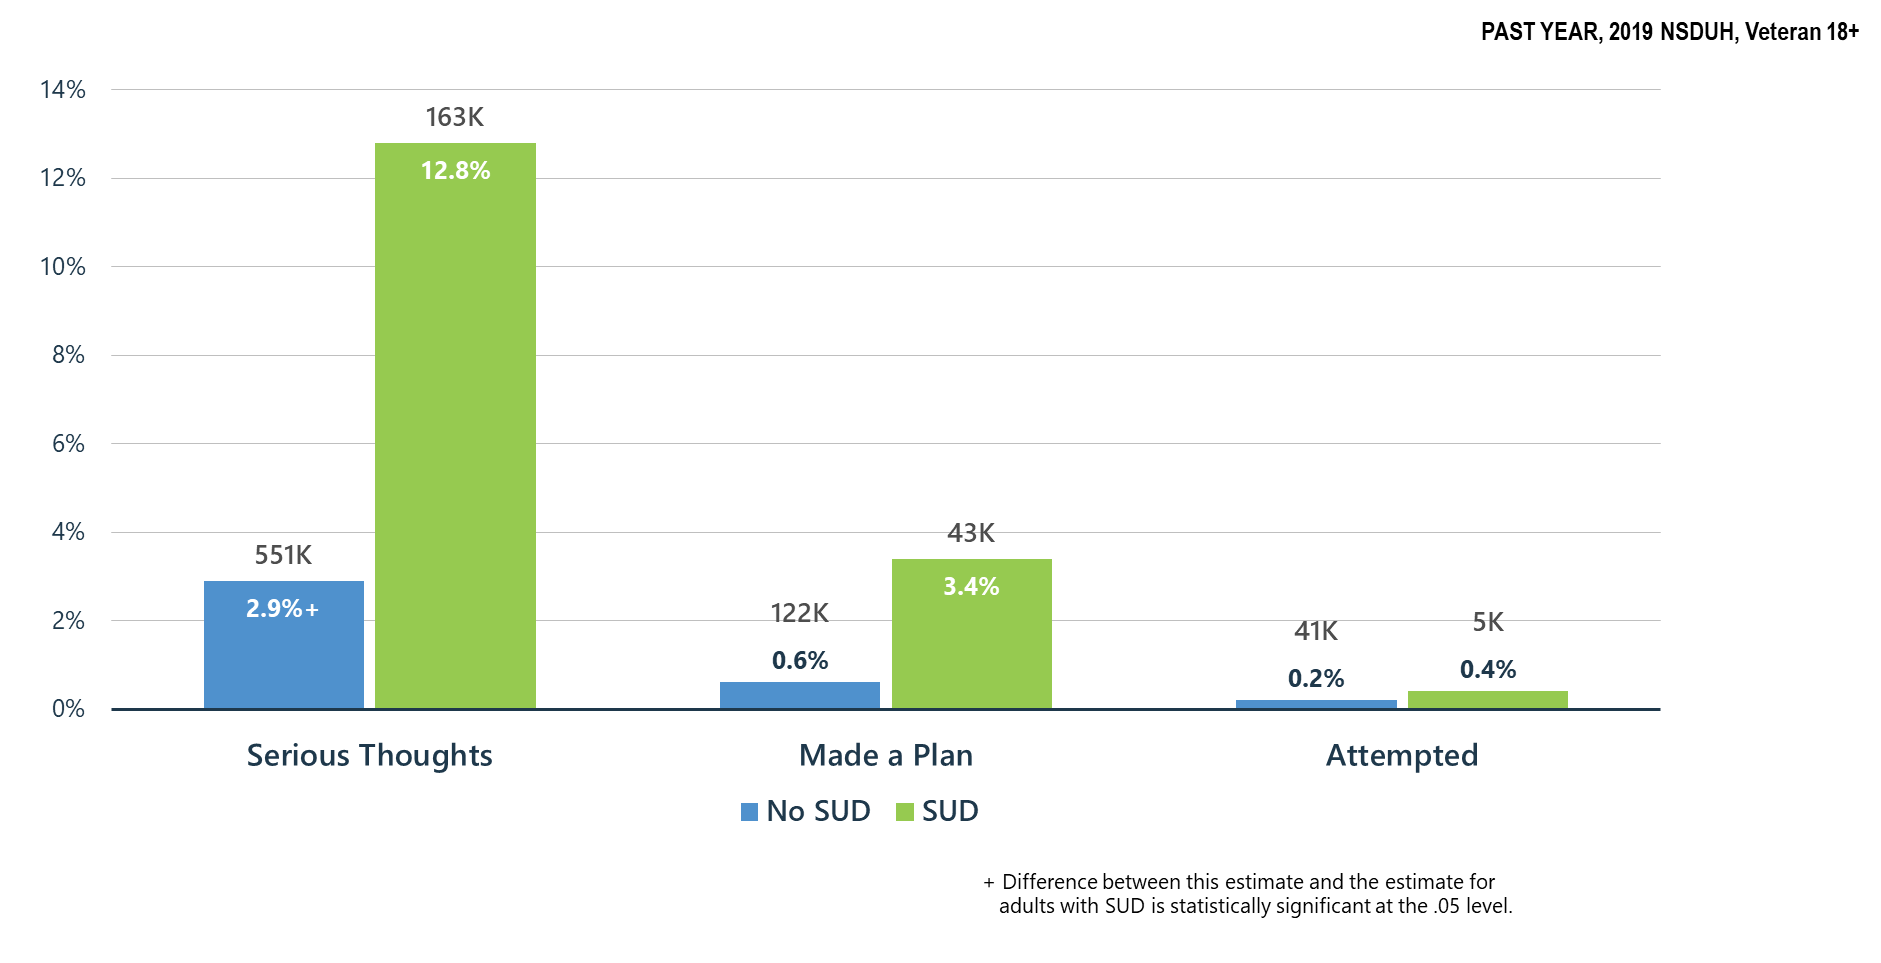 PAST YEAR, 2019 NSDUH, Veteran 18+
14%
12%
10%
8%
6%
4%
2%
0%
551K
2.9%+
163K
12.8%
122K
0.6%
43K
3.4%
41K
0.2%
5K
0.4%
Serious Thoughts
Made a Plan
Attempted
No SUD
SUD
+ Difference between this estimate and the estimate for
adults with SUD is statistically significant at the .05 level.